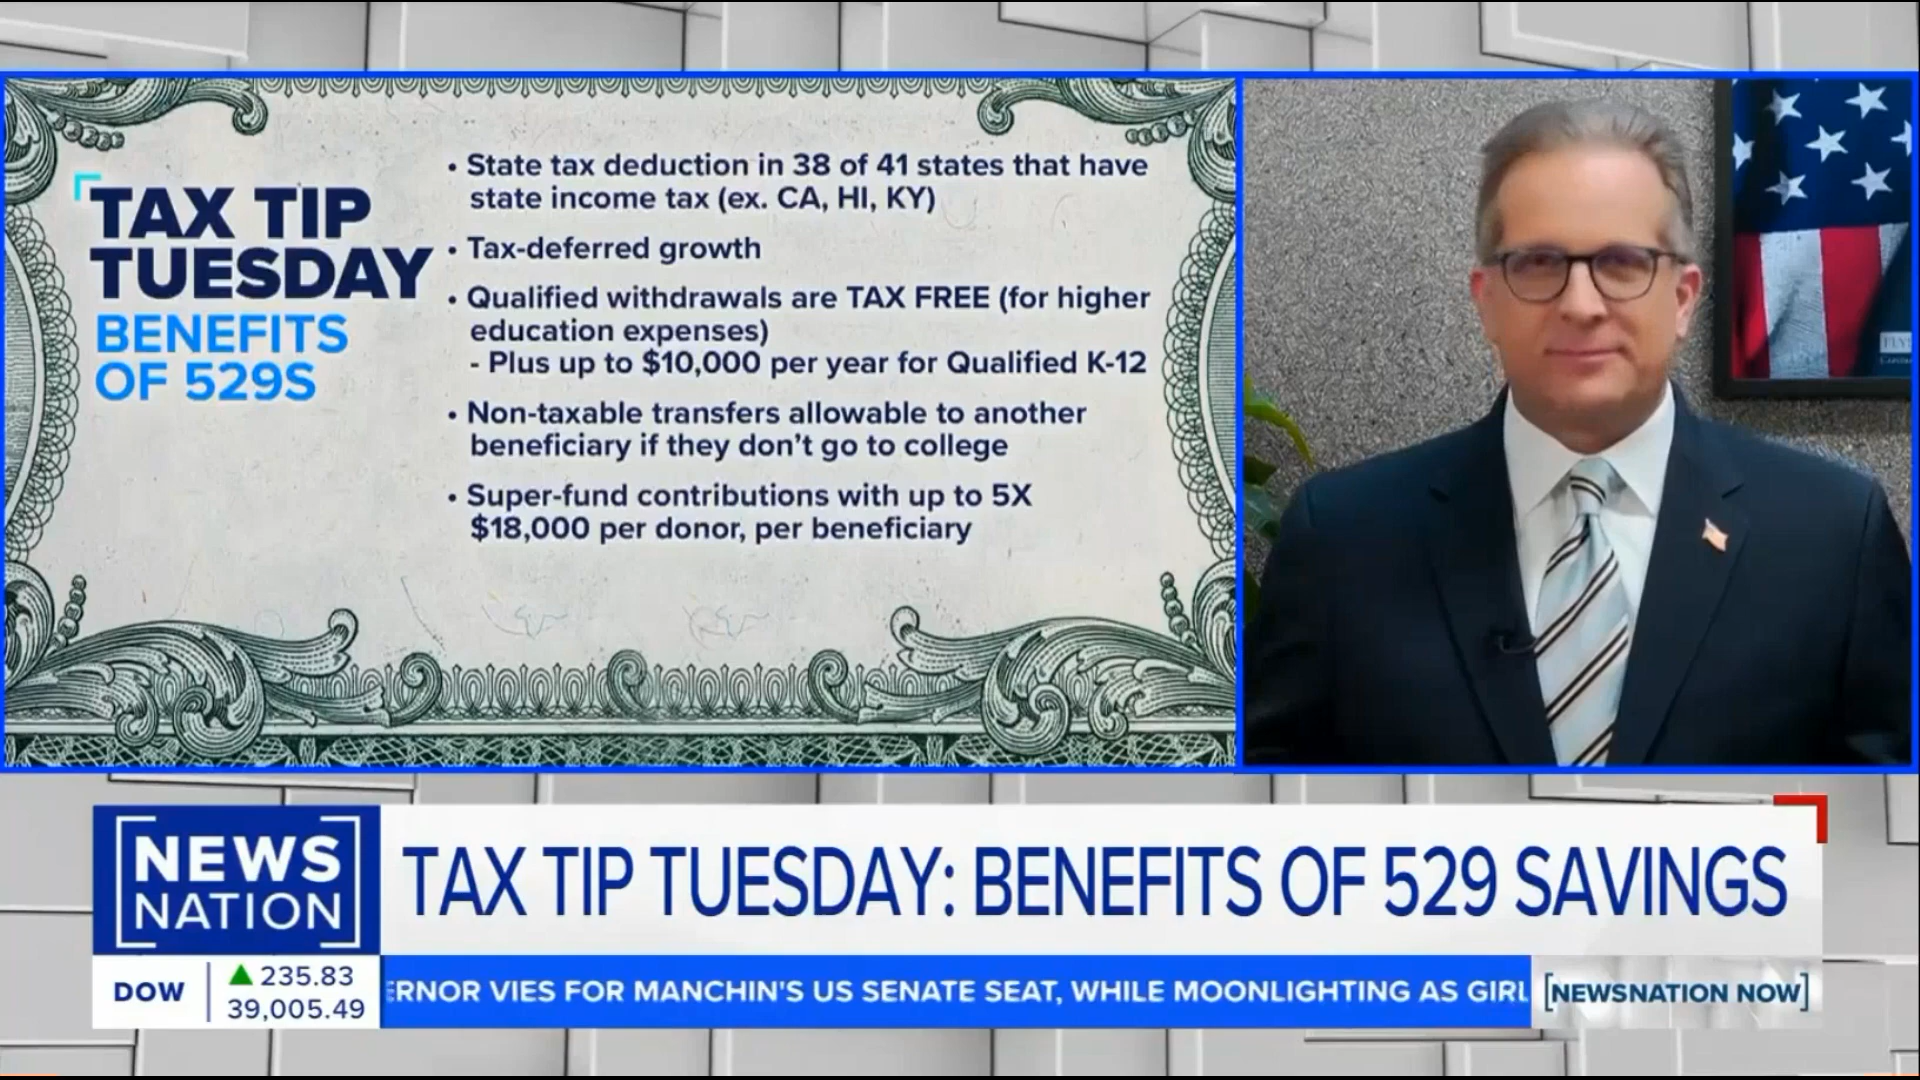 TAX TIP
TUESDAY
BENEFITS
OF 529S
• State tax deduction in 38 of 41 states that have
state income tax (ex. CA, HI, KY)
• Tax-deferred growth
• Qualified withdrawals are TAX FREE (for higher
education expenses)
- Plus up to $10,000 per year for Qualified K-12
• Non-taxable transfers allowable to another
beneficiary if they don't go to college
• Super-fund contributions with up to 5X
$18,000 per donor, per beneficiary
NEWS
NATION
TAX TIP TUESDAY: BENEFITS OF 529 SAVINGS
DOW
▲ 235.83
39,005.49
ERNOR VIES FOR MANCHIN'S US SENATE SEAT, WHILE MOONLIGHTING AS GIRL
[NEWSNATION NOW]